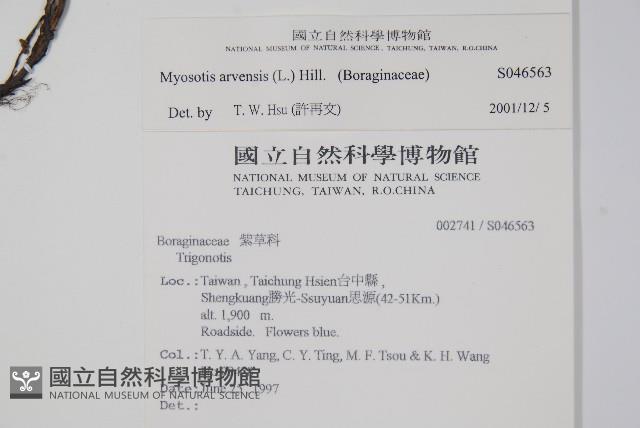 國立自然科學博物館
NATIONAL MUSEUM OF NATURAL SCIENCE, TAICHUNG, TAIWAN, R.O.CHINA
Myosotis arvensis (L.) Hill. (Boraginaceae) S046563
Det. by T. W. Hsu (許再文) 2001/12/ 5
國立自然科學博物館
NATIONAL MUSEUM OF NATURAL SCIENCE
TAICHUNG, TAIWAN, R.O.CHINA
002741 / S046563
Boraginaceae 紫草科
Trigonotis
Loc.: Taiwan , Taichung Hsien台中縣 ,
Shengkuang勝光-Ssuyuan思源(42-51Km.)
alt. 1,900 m.
Roadside. Flowers blue.
Col.: T. Y. A. Yang, C. Y. Ting, M. F. Tsou & K. H. Wang
Date: June 23, 1997
Det.:
國立自然科學博物館
NATIONAL MUSEUM OF NATURAL SCIENCE